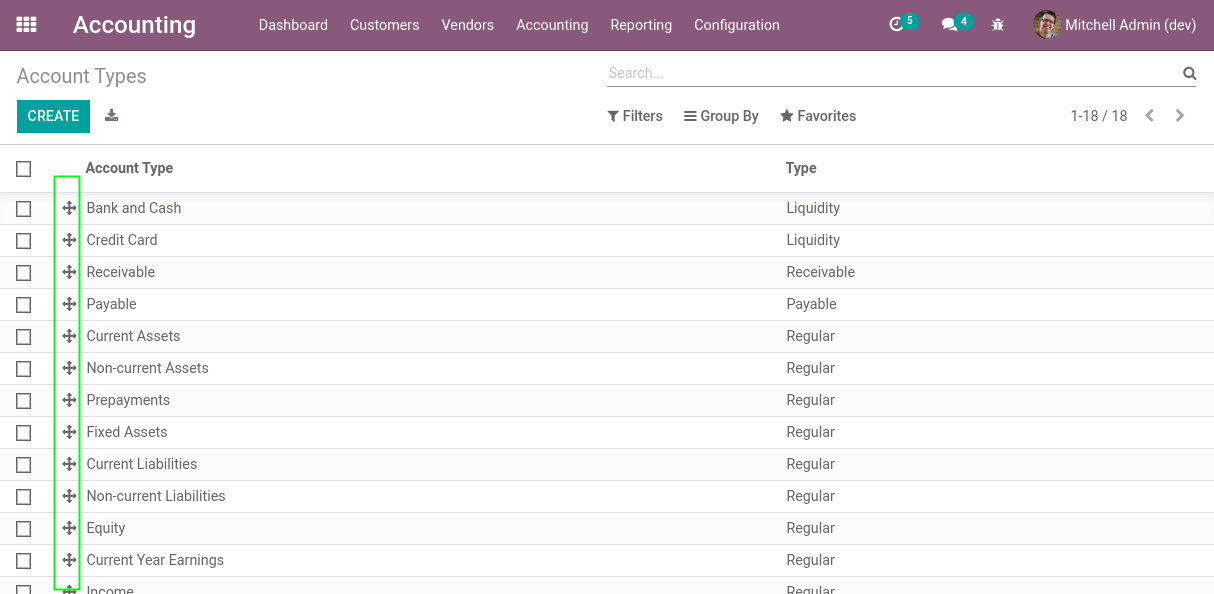 Accounting Dashboard Customers Vendors Accounting Reporting Configuration 5 4 Mitchell Admin (dev)
Account Types Search...
CREATE Filters Group By Favorites 1-18 / 18
Account Type Type
Bank and Cash Liquidity
Credit Card Liquidity
Receivable Receivable
Payable Payable
Current Assets Regular
Non-current Assets Regular
Prepayments Regular
Fixed Assets Regular
Current Liabilities Regular
Non-current Liabilities Regular
Equity Regular
Current Year Earnings Regular
Income Regular